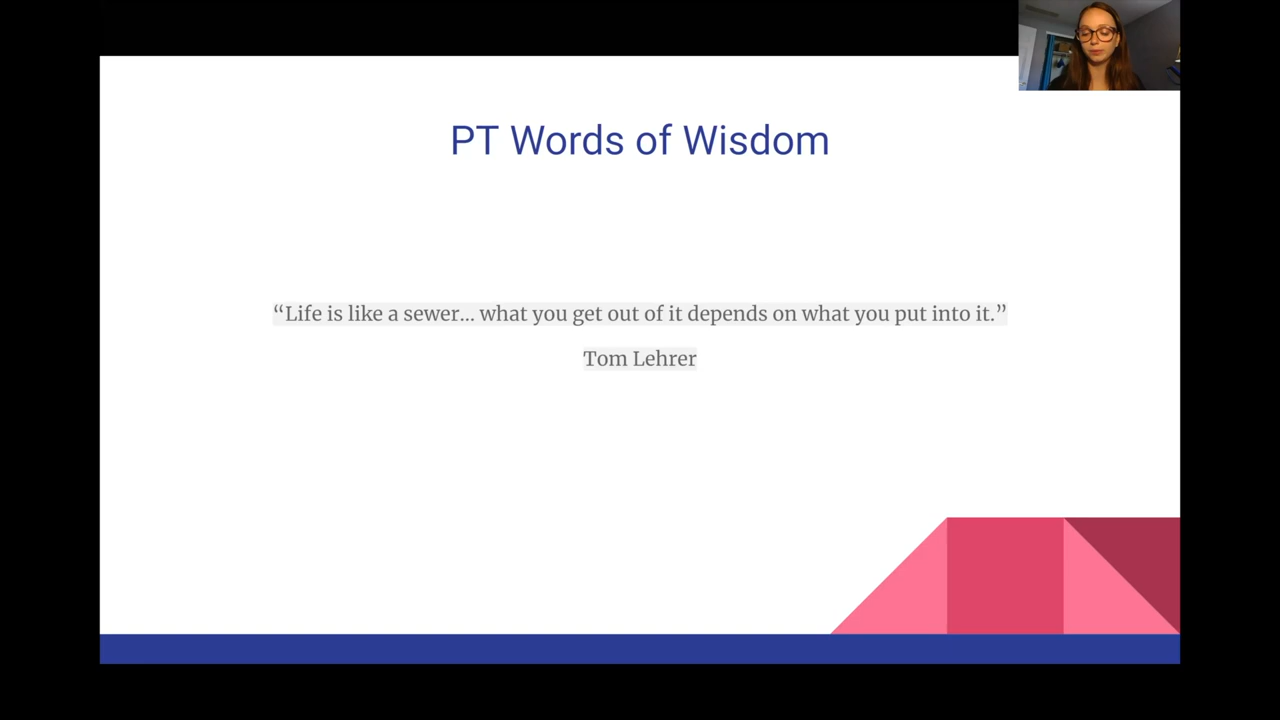 PT Words of Wisdom
“Life is like a sewer... what you get out of it depends on what you put into it.”
Tom Lehrer